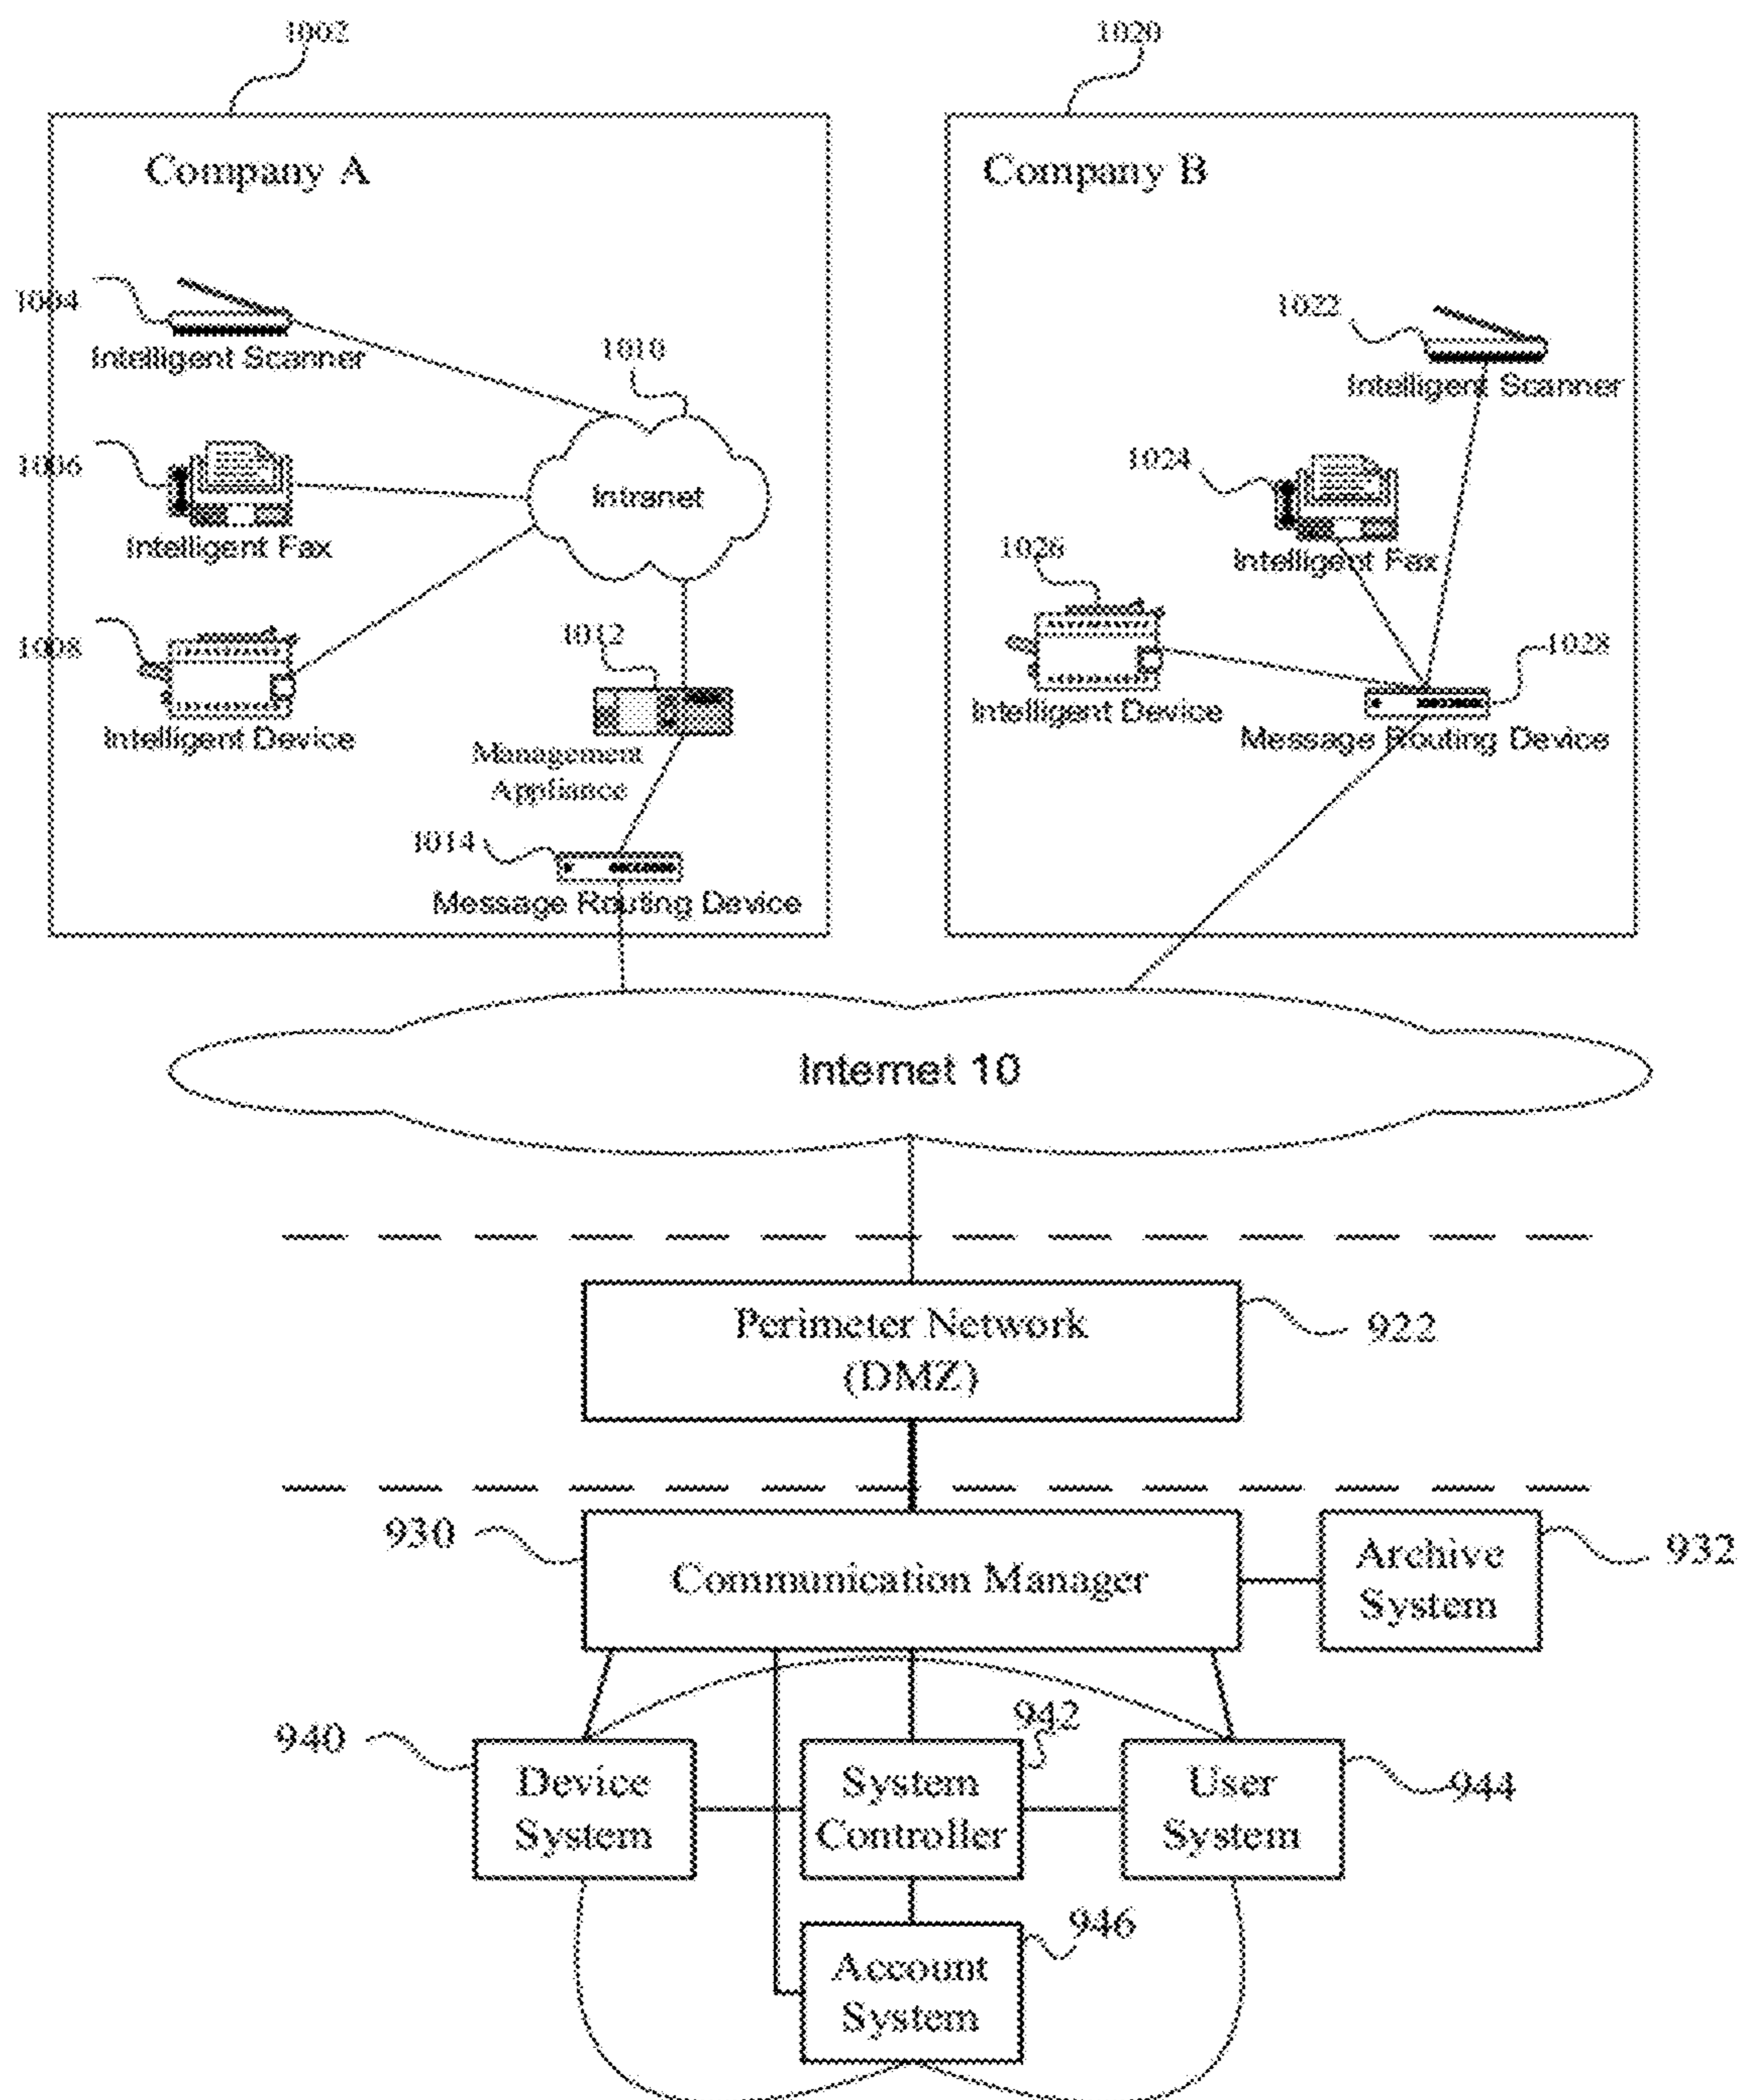 1002
1020
Company A
Company B
1004
Intelligent Scanner
1010
1022
Intelligent Scanner
1006
Intelligent Fax
Intranet
1024
Intelligent Fax
1026
1008
Intelligent Device
1012
Management
Appliance
Intelligent Device
1028
Message Routing Device
1014
Message Routing Device
Internet 10
Perimeter Network
(DMZ)
922
930
Communication Manager
Archive
System
932
940
Device
System
942
System
Controller
User
System
944
946
Account
System